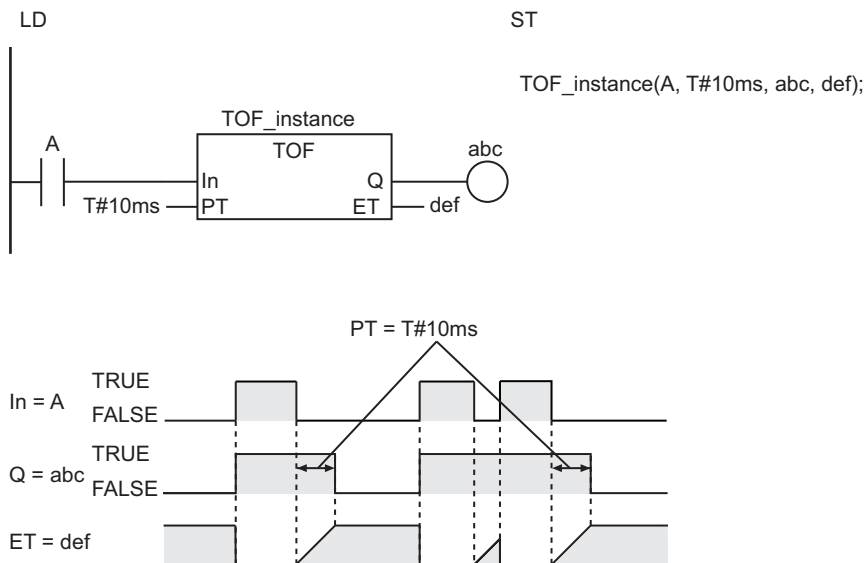 LD
ST
TOF_instance(A, T#10ms, abc, def);
TOF_instance
TOF
A
abc
In
Q
T#10ms
PT
ET
def
PT = T#10ms
In = A
TRUE
FALSE
Q = abc
TRUE
FALSE
ET = def